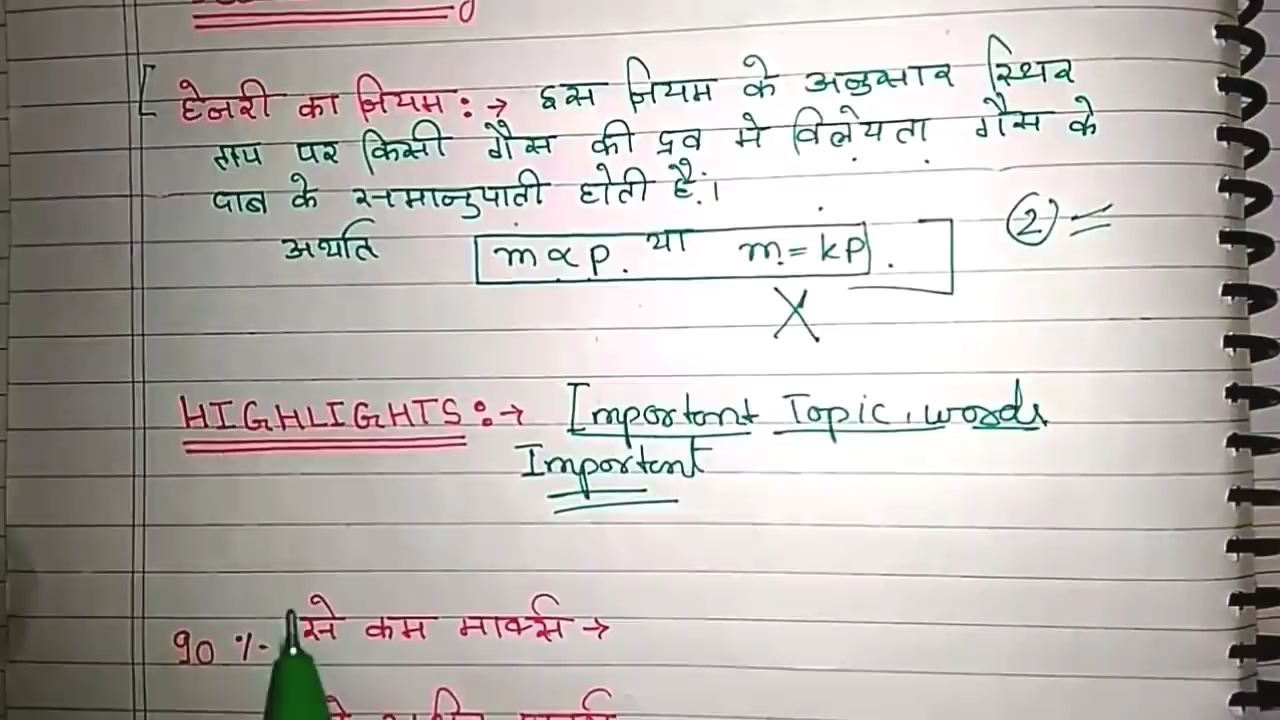 हेनरी का नियम :→ इस नियम के अनुसार स्थिर
ताप पर किसी गैस की द्रव मे विलेयता गैस के
दाब के समानुपाती होती है।
अर्थात m ∝ p. या m = kp.
②=
X
HIGHLIGHTS :→ Important Topic, words
Important
90 %. से कम मार्क्स →